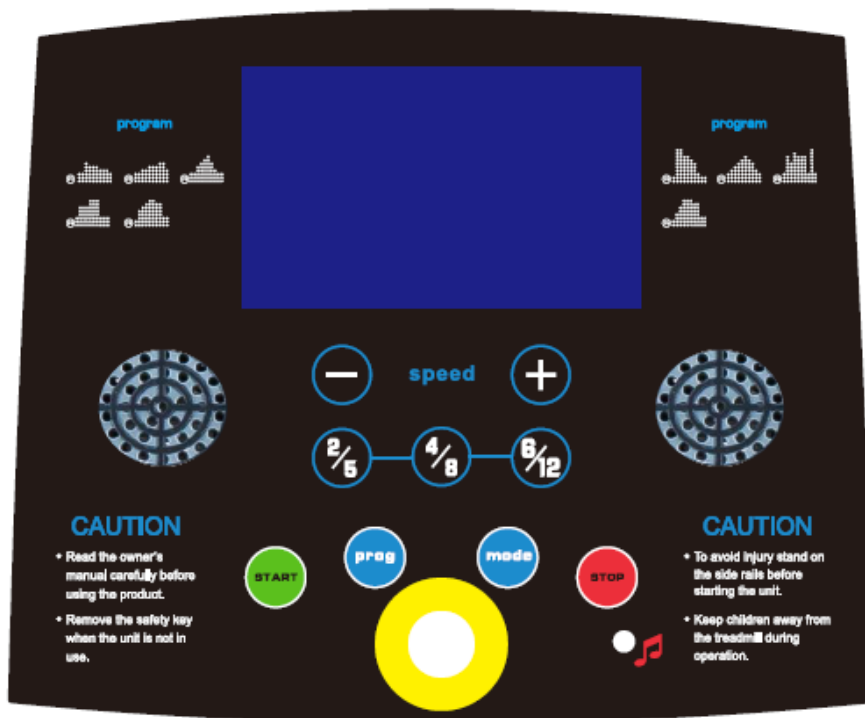 program
program
− speed +
2/5 4/8 6/12
START
prog
mode
STOP
CAUTION
+ Read the owner's
manual carefully before
using the product.
+ Remove the safety key
when the unit is not in
use.
CAUTION
+ To avoid injury stand on
the side rails before
starting the unit.
+ Keep children away from
the treadmill during
operation.